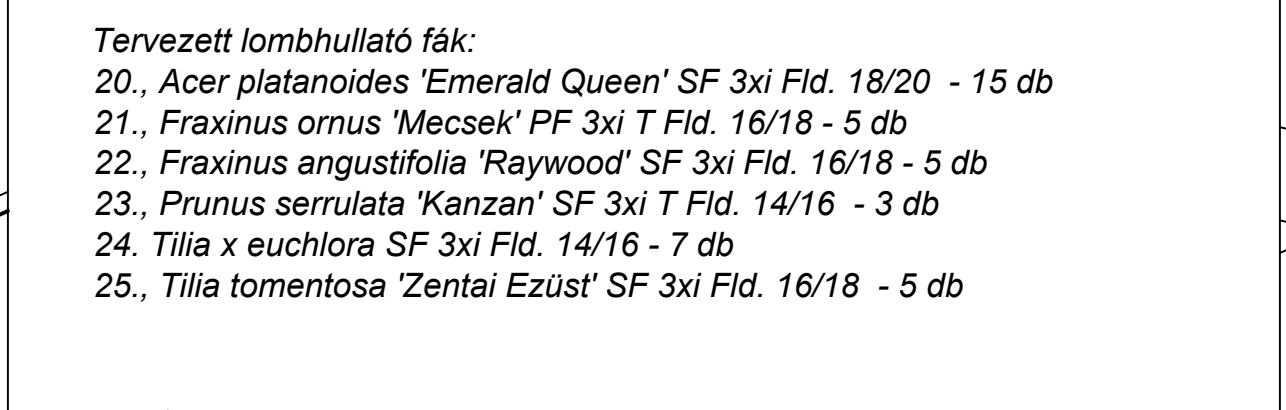 Tervezett lombhullató fák:
20., Acer platanoides 'Emerald Queen' SF 3xi Fld. 18/20 - 15 db
21., Fraxinus ornus 'Mecsek' PF 3xi T Fld. 16/18 - 5 db
22., Fraxinus angustifolia 'Raywood' SF 3xi Fld. 16/18 - 5 db
23., Prunus serrulata 'Kanzan' SF 3xi T Fld. 14/16 - 3 db
24. Tilia x euchlora SF 3xi Fld. 14/16 - 7 db
25., Tilia tomentosa 'Zentai Ezüst' SF 3xi Fld. 16/18 - 5 db